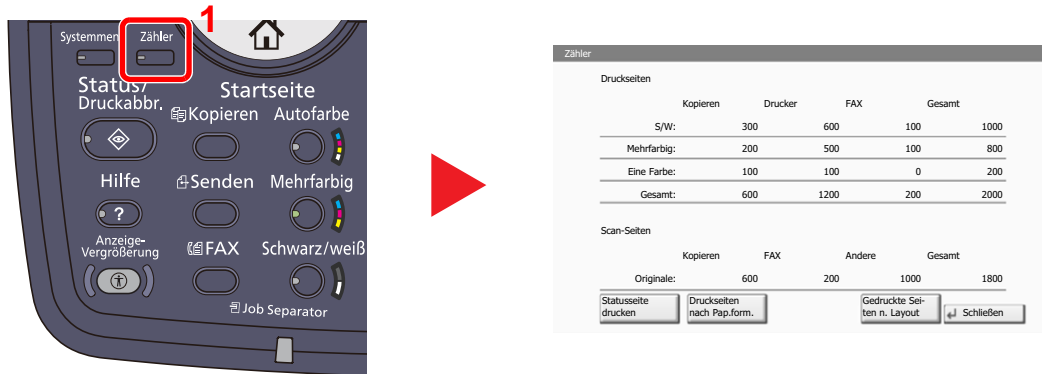 1
Systemmen Zähler
Status/
Druckabbr.
Startseite
Kopieren Autofarbe
Hilfe
Senden Mehrfarbig
?
Anzeige-
Vergrößerung
FAX Schwarz/weiß
Job Separator
Zähler
Druckseiten
Kopieren Drucker FAX Gesamt
S/W: 300 600 100 1000
Mehrfarbig: 200 500 100 800
Eine Farbe: 100 100 0 200
Gesamt: 600 1200 200 2000
Scan-Seiten
Kopieren FAX Andere Gesamt
Originale: 600 200 1000 1800
Statusseite
drucken
Druckseiten
nach Pap.form.
Gedruckte Sei-
ten n. Layout
Schließen